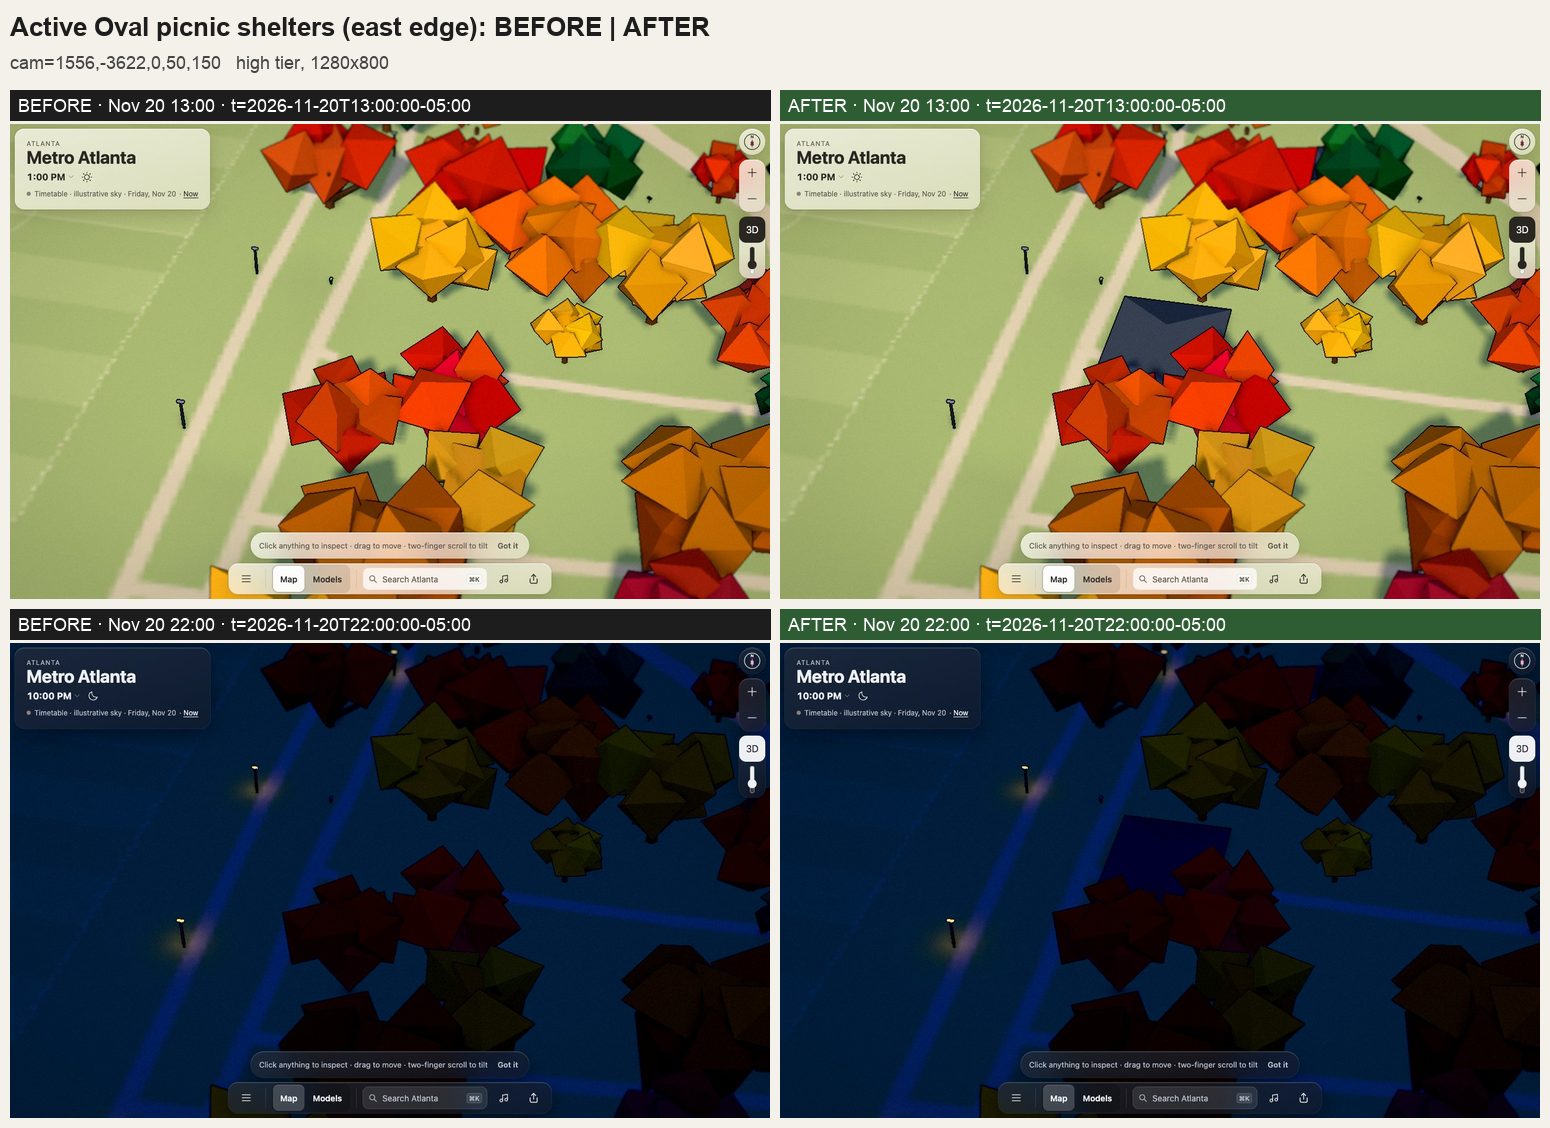 Active Oval picnic shelters (east edge): BEFORE | AFTER
cam=1556,-3622,0,50,150   high tier, 1280x800
BEFORE · Nov 20 13:00 · t=2026-11-20T13:00:00-05:00
ATLANTA
Metro Atlanta
1:00 PM
Timetable · illustrative sky · Friday, Nov 20 · Now
3D
Click anything to inspect · drag to move · two-finger scroll to tilt   Got it
Map   Models   Search Atlanta   ⌘K
AFTER · Nov 20 13:00 · t=2026-11-20T13:00:00-05:00
ATLANTA
Metro Atlanta
1:00 PM
Timetable · illustrative sky · Friday, Nov 20 · Now
3D
Click anything to inspect · drag to move · two-finger scroll to tilt   Got it
Map   Models   Search Atlanta   ⌘K
BEFORE · Nov 20 22:00 · t=2026-11-20T22:00:00-05:00
ATLANTA
Metro Atlanta
10:00 PM
Timetable · illustrative sky · Friday, Nov 20 · Now
3D
Click anything to inspect · drag to move · two-finger scroll to tilt   Got it
Map   Models   Search Atlanta   ⌘K
AFTER · Nov 20 22:00 · t=2026-11-20T22:00:00-05:00
ATLANTA
Metro Atlanta
10:00 PM
Timetable · illustrative sky · Friday, Nov 20 · Now
3D
Click anything to inspect · drag to move · two-finger scroll to tilt   Got it
Map   Models   Search Atlanta   ⌘K